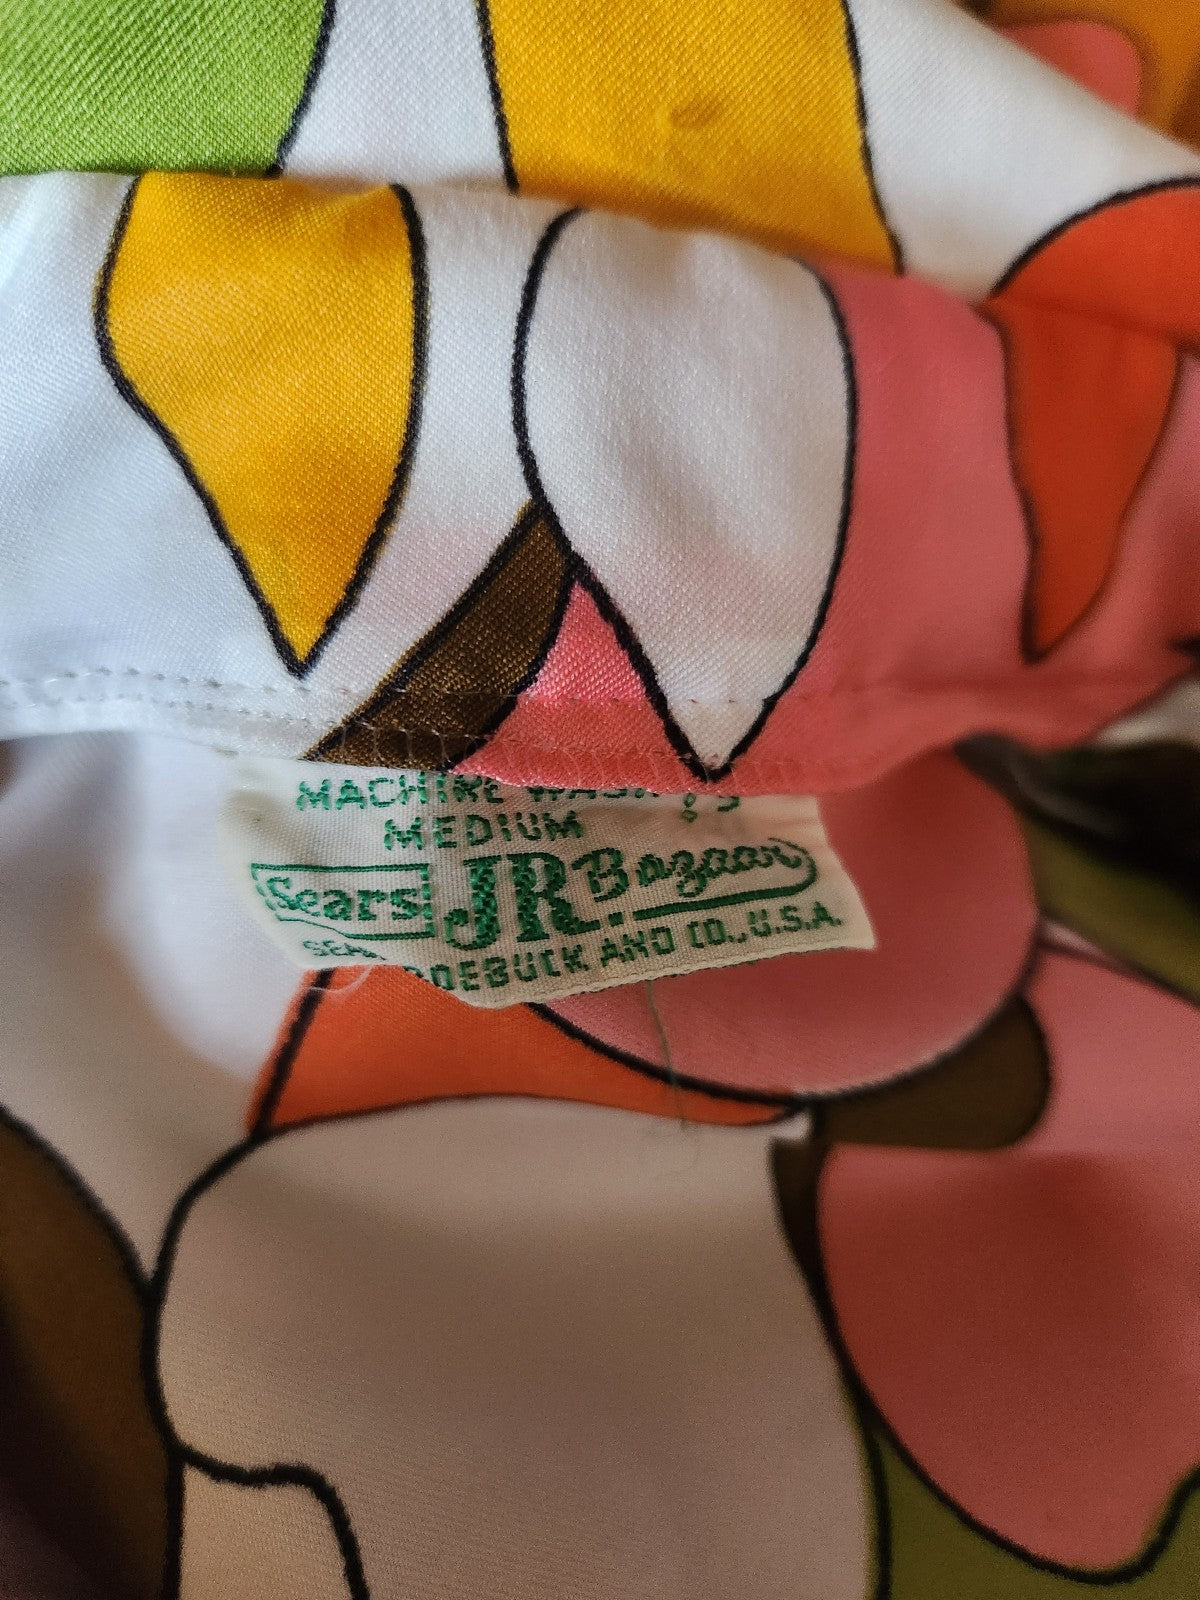 MACHINE WASH
MEDIUM
Sears JR. Bazaar
ROEBUCK AND CO., U.S.A.